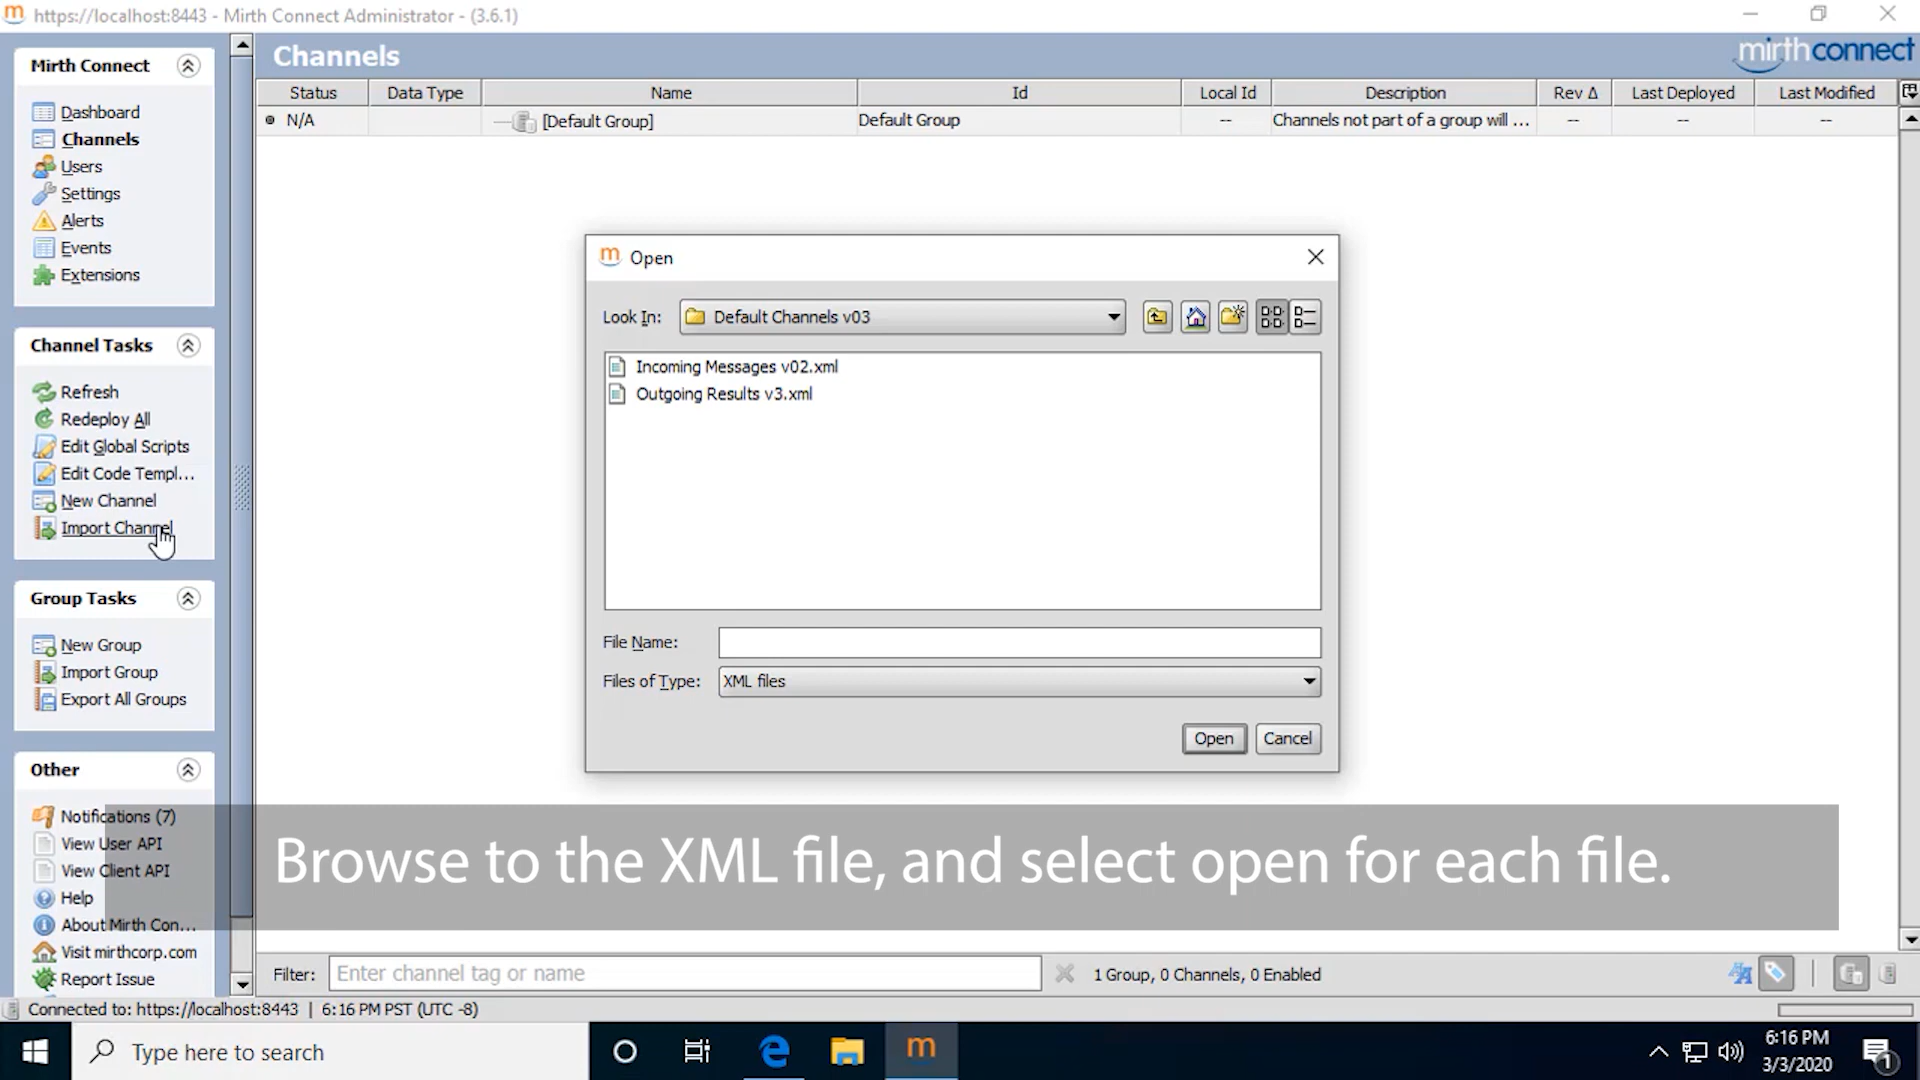 https://localhost:8443 - Mirth Connect Administrator - (3.6.1)
Mirth Connect
Dashboard
Channels
Users
Settings
Alerts
Events
Extensions
Channel Tasks
Refresh
Redeploy All
Edit Global Scripts
Edit Code Templ...
New Channel
Import Channel
Group Tasks
New Group
Import Group
Export All Groups
Other
Notifications (7)
View User API
View Client API
Help
About Mirth Con...
Visit mirthcorp.com
Report Issue
Channels
mirth connect
Status Data Type Name Id Local Id Description Rev Δ Last Deployed Last Modified
N/A [Default Group] Default Group -- Channels not part of a group will ... -- -- --
m Open
Look In: Default Channels v03
Incoming Messages v02.xml
Outgoing Results v3.xml
File Name:
Files of Type: XML files
Open Cancel
Browse to the XML file, and select open for each file.
Filter: Enter channel tag or name 1 Group, 0 Channels, 0 Enabled
Connected to: https://localhost:8443 | 6:16 PM PST (UTC -8)
Type here to search
m
6:16 PM
3/3/2020
1